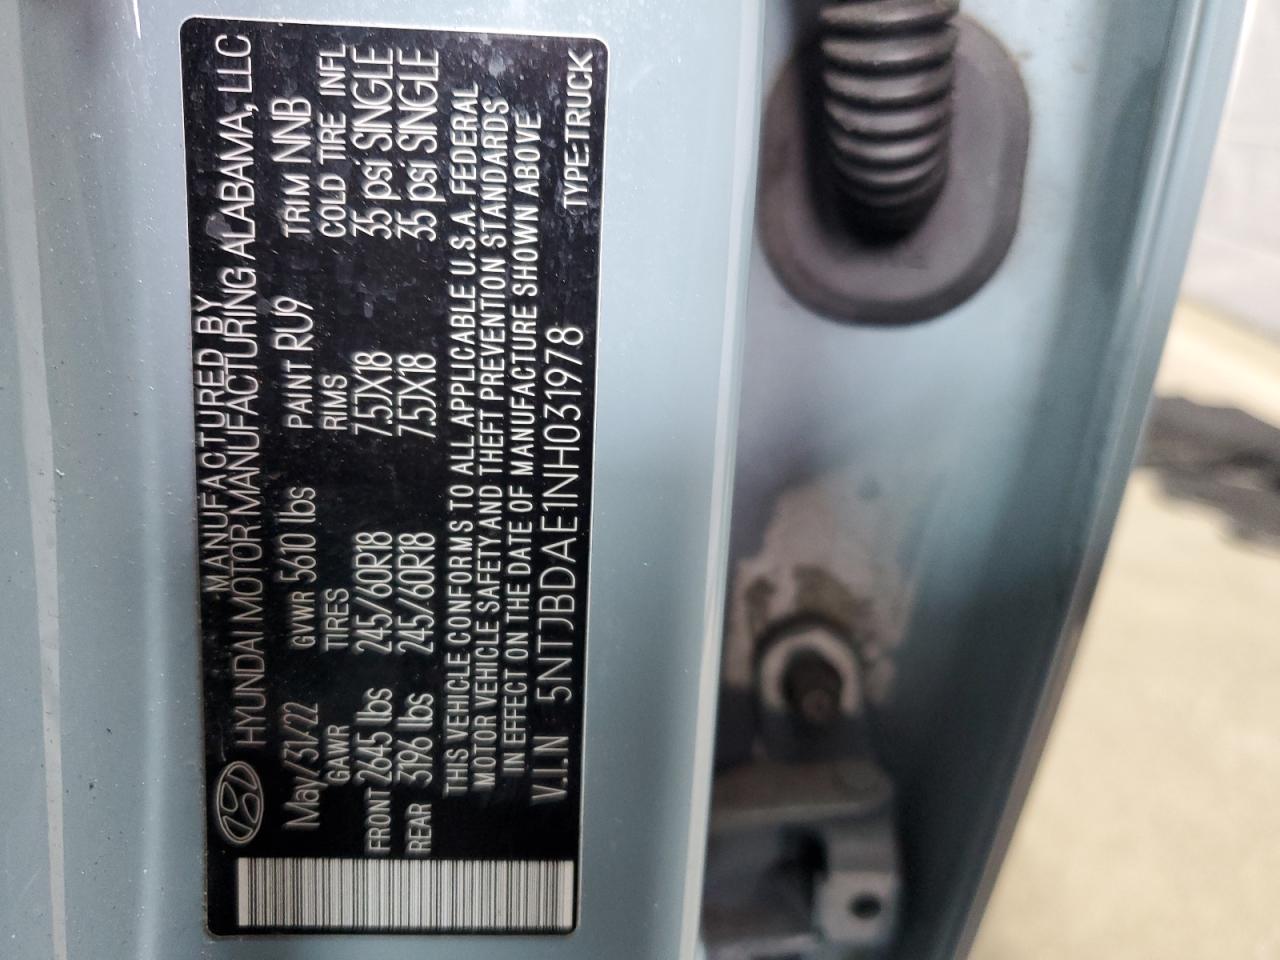 MANUFACTURED BY
HYUNDAI MOTOR MANUFACTURING ALABAMA, LLC
May/31/22 GVWR 5610 lbs PAINT RU9 TRIM NNB
GAWR TIRES RIMS COLD TIRE INFL
FRONT 2645 lbs 245/60R18 7.5JX18 35 psi SINGLE
REAR 3196 lbs 245/60R18 7.5JX18 35 psi SINGLE
THIS VEHICLE CONFORMS TO ALL APPLICABLE U.S.A. FEDERAL
MOTOR VEHICLE SAFETY AND THEFT PREVENTION STANDARDS
IN EFFECT ON THE DATE OF MANUFACTURE SHOWN ABOVE
V.I.N 5NTJBDAE1NH031978 TYPE:TRUCK